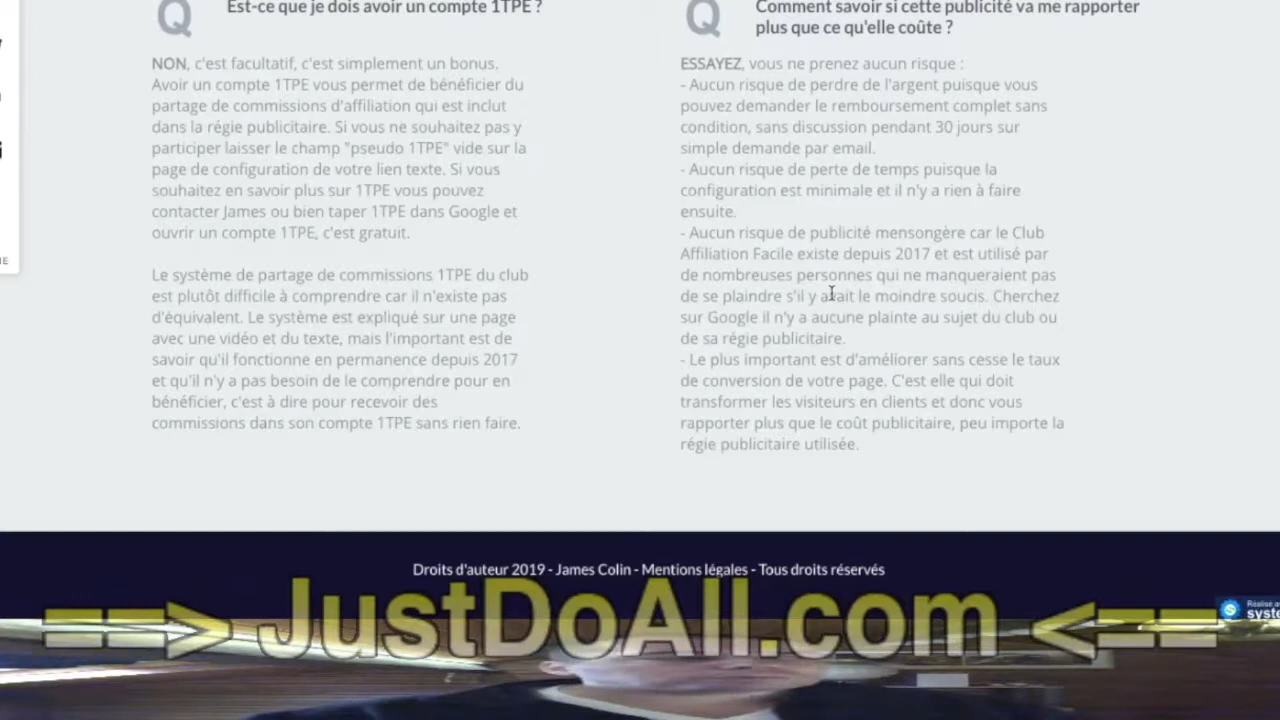 Q
Est-ce que je dois avoir un compte 1TPE ?
NON, c'est facultatif, c'est simplement un bonus.
Avoir un compte 1TPE vous permet de bénéficier du
partage de commissions d'affiliation qui est inclut
dans la régie publicitaire. Si vous ne souhaitez pas y
participer laisser le champ "pseudo 1TPE" vide sur la
page de configuration de votre lien texte. Si vous
souhaitez en savoir plus sur 1TPE vous pouvez
contacter James ou bien taper 1TPE dans Google et
ouvrir un compte 1TPE, c'est gratuit.
Le système de partage de commissions 1TPE du club
est plutôt difficile à comprendre car il n'existe pas
d'équivalent. Le système est expliqué sur une page
avec une vidéo et du texte, mais l'important est de
savoir qu'il fonctionne en permanence depuis 2017
et qu'il n'y a pas besoin de le comprendre pour en
bénéficier, c'est à dire pour recevoir des
commissions dans son compte 1TPE sans rien faire.
Q
Comment savoir si cette publicité va me rapporter
plus que ce qu'elle coûte ?
ESSAYEZ, vous ne prenez aucun risque :
- Aucun risque de perdre de l'argent puisque vous
pouvez demander le remboursement complet sans
condition, sans discussion pendant 30 jours sur
simple demande par email.
- Aucun risque de perte de temps puisque la
configuration est minimale et il n'y a rien à faire
ensuite.
- Aucun risque de publicité mensongère car le Club
Affiliation Facile existe depuis 2017 et est utilisé par
de nombreuses personnes qui ne manqueraient pas
de se plaindre s'il y avait le moindre soucis. Cherchez
sur Google il n'y a aucune plainte au sujet du club ou
de sa régie publicitaire.
- Le plus important est d'améliorer sans cesse le taux
de conversion de votre page. C'est elle qui doit
transformer les visiteurs en clients et donc vous
rapporter plus que le coût publicitaire, peu importe la
régie publicitaire utilisée.
Droits d'auteur 2019 - James Colin - Mentions légales - Tous droits réservés
==> JustDoAll.com <==